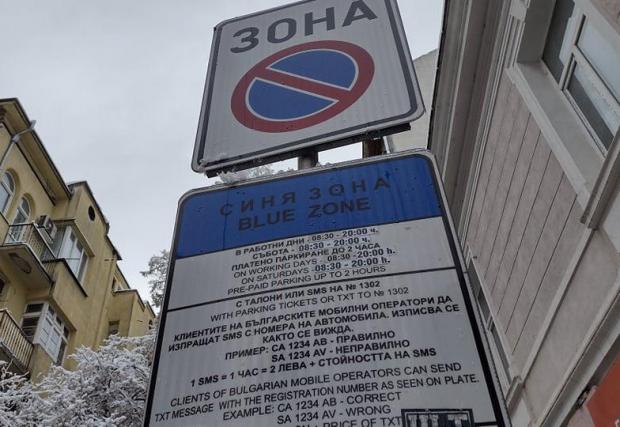 ЗОНА
СИНЯ ЗОНА
BLUE ZONE
В РАБОТНИ ДНИ - 08:30 - 20:00 ч.
СЪБОТА - 08:30 - 20:00 ч.
ПЛАТЕНО ПАРКИРАНЕ ДО 2 ЧАСА
ON WORKING DAYS - 08:30 - 20:00 h
ON SATURDAYS - 08:30 - 20:00 h
PRE-PAID PARKING UP TO 2 HOURS
С ТАЛОНИ ИЛИ SMS НА № 1302
WITH PARKING TICKETS OR TXT TO № 1302
КЛИЕНТИТЕ НА БЪЛГАРСКИТЕ МОБИЛНИ ОПЕРАТОРИ ДА
ИЗПРАЩАТ SMS С НОМЕРА НА АВТОМОБИЛА. ИЗПИСВА СЕ
КАКТО СЕ ВИЖДА.
ПРИМЕР: СА 1234 АВ - ПРАВИЛНО
SA 1234 AV - НЕПРАВИЛНО
1 SMS = 1 ЧАС = 2 ЛЕВА + СТОЙНОСТТА НА SMS
CLIENTS OF BULGARIAN MOBILE OPERATORS CAN SEND
TXT MESSAGE WITH THE REGISTRATION NUMBER AS SEEN ON PLATE.
EXAMPLE: CA 1234 AB - CORRECT
SA 1234 AV - WRONG
PRICE OF TXT